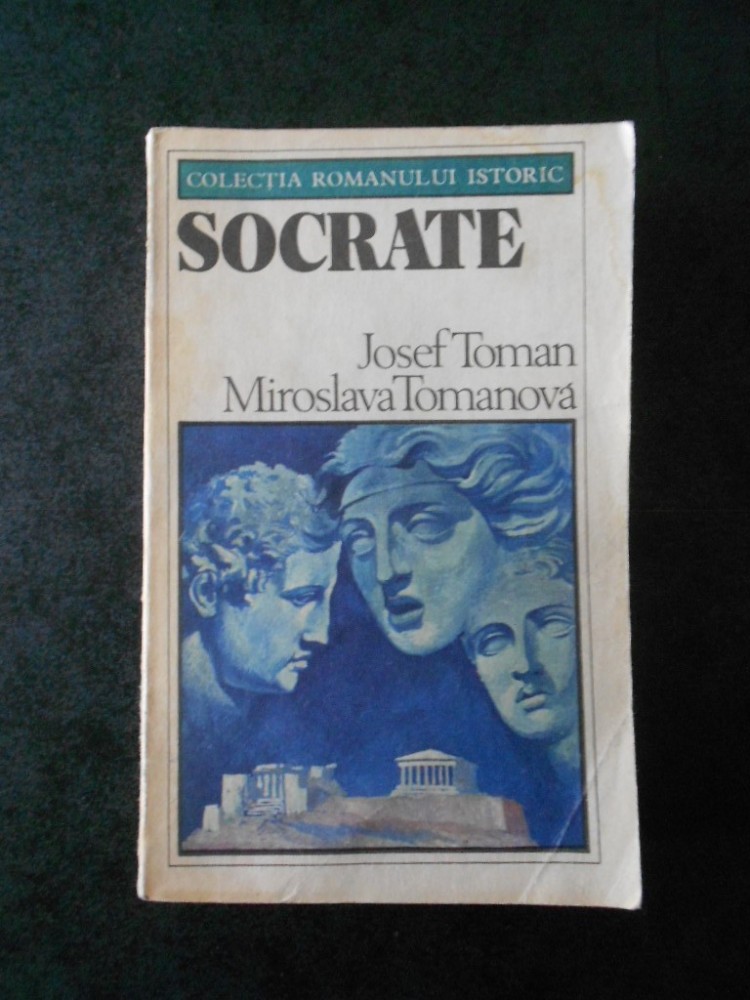 COLECȚIA ROMANULUI ISTORIC
SOCRATE
Josef Toman
Miroslava Tomanová